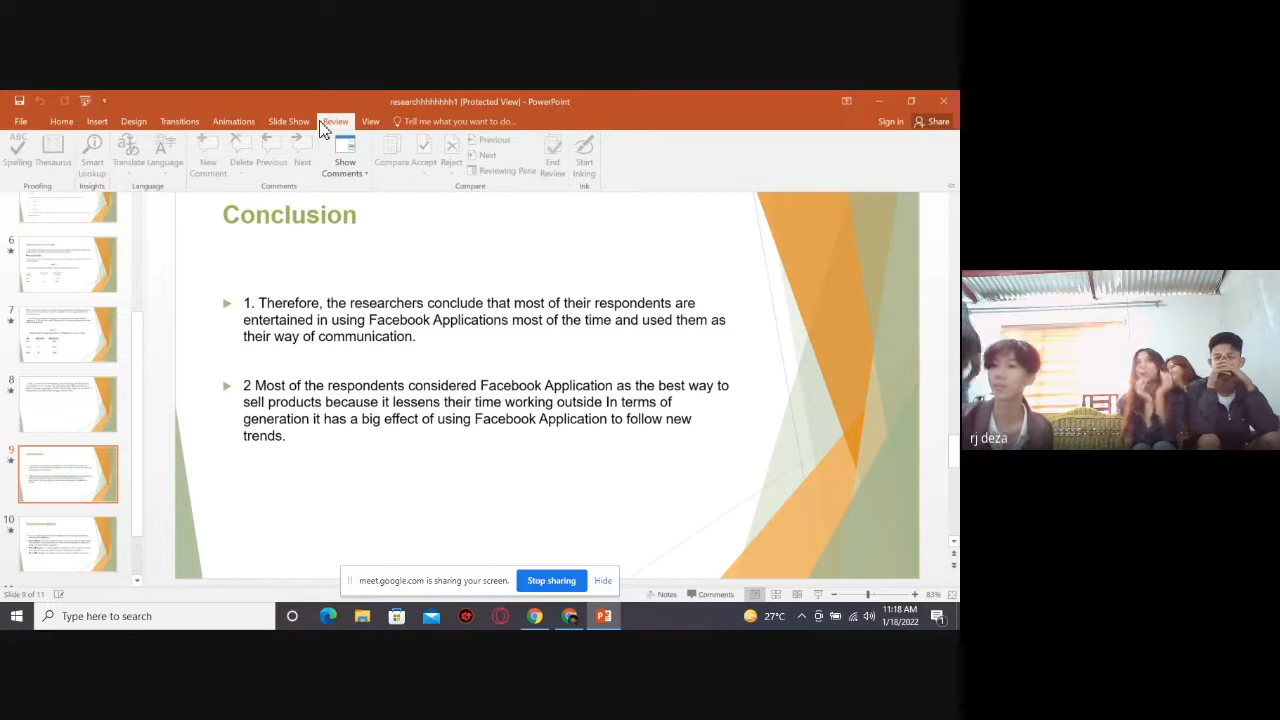 researchhhhhhhh1 [Protected View] - PowerPoint
File Home Insert Design Transitions Animations Slide Show Review View Tell me what you want to do... Sign in Share
ABC
Spelling Thesaurus
Smart Lookup
Translate Language
New Comment
Delete Previous Next
Show Comments
Compare Accept Reject
Previous
Next
Reviewing Pane
End Review
Start Inking
Proofing Insights Language Comments Compare Ink
Conclusion
1. Therefore, the researchers conclude that most of their respondents are
entertained in using Facebook Applications most of the time and used them as
their way of communication.
2 Most of the respondents considered Facebook Application as the best way to
sell products because it lessens their time working outside In terms of
generation it has a big effect of using Facebook Application to follow new
trends.
6
7
8
9
10
rj deza
meet.google.com is sharing your screen. Stop sharing Hide
Slide 9 of 11 Notes Comments 83%
Type here to search 27°C 11:18 AM
1/18/2022
1